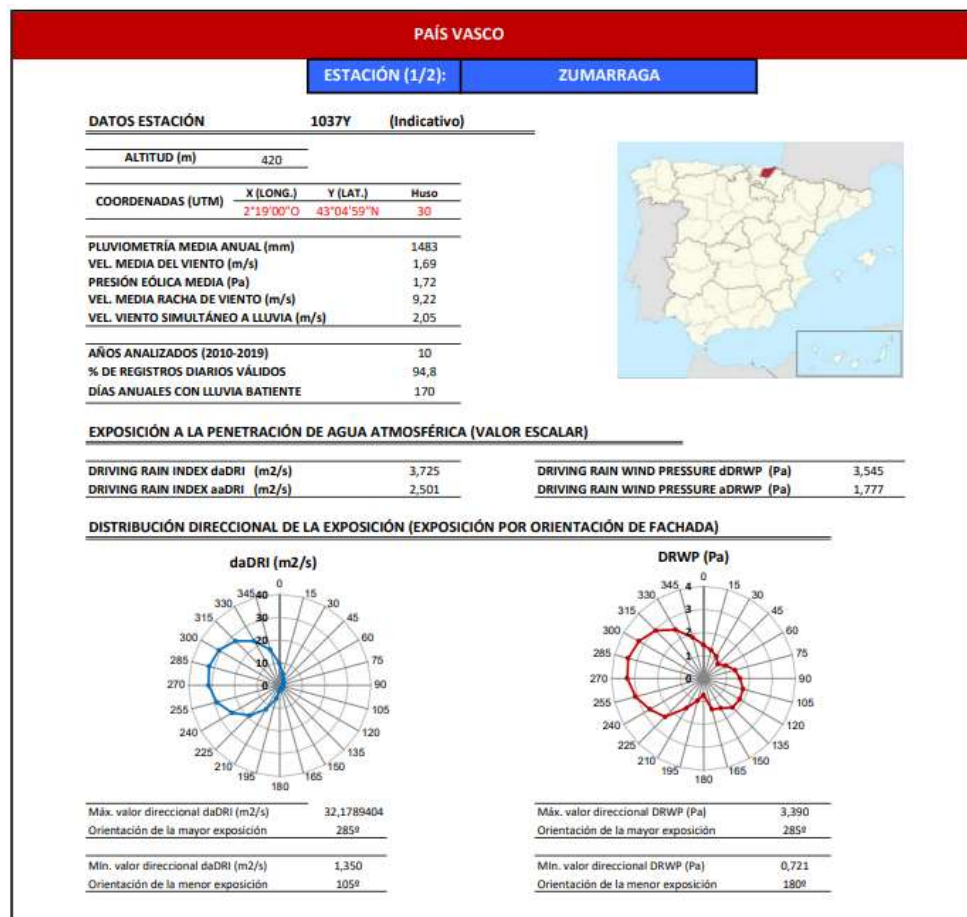 PAÍS VASCO
ESTACIÓN (1/2): ZUMARRAGA
DATOS ESTACIÓN 1037Y (Indicativo)
ALTITUD (m) 420
COORDENADAS (UTM) X (LONG.) Y (LAT.) Huso
2°19'00"O 43°04'59"N 30
PLUVIOMETRÍA MEDIA ANUAL (mm) 1483
VEL. MEDIA DEL VIENTO (m/s) 1,69
PRESIÓN EÓLICA MEDIA (Pa) 1,72
VEL. MEDIA RACHA DE VIENTO (m/s) 9,22
VEL. VIENTO SIMULTÁNEO A LLUVIA (m/s) 2,05
AÑOS ANALIZADOS (2010-2019) 10
% DE REGISTROS DIARIOS VÁLIDOS 94,8
DÍAS ANUALES CON LLUVIA BATIENTE 170
EXPOSICIÓN A LA PENETRACIÓN DE AGUA ATMOSFÉRICA (VALOR ESCALAR)
DRIVING RAIN INDEX daDRI (m2/s) 3,725 DRIVING RAIN WIND PRESSURE dDRWP (Pa) 3,545
DRIVING RAIN INDEX aaDRI (m2/s) 2,501 DRIVING RAIN WIND PRESSURE aDRWP (Pa) 1,777
DISTRIBUCIÓN DIRECCIONAL DE LA EXPOSICIÓN (EXPOSICIÓN POR ORIENTACIÓN DE FACHADA)
daDRI (m2/s)
0 15 30 45 60 75 90 105 120 135 150 165 180 195 210 225 240 255 270 285 300 315 330 345
40 30 20 10 0
DRWP (Pa)
0 15 30 45 60 75 90 105 120 135 150 165 180 195 210 225 240 255 270 285 300 315 330 345
4 3 2 1 0
Máx. valor direccional daDRI (m2/s) 32,1789404 Máx. valor direccional DRWP (Pa) 3,390
Orientación de la mayor exposición 285º Orientación de la mayor exposición 285º
MIn. valor direccional daDRI (m2/s) 1,350 MIn. valor direccional DRWP (Pa) 0,721
Orientación de la menor exposición 105º Orientación de la menor exposición 180º